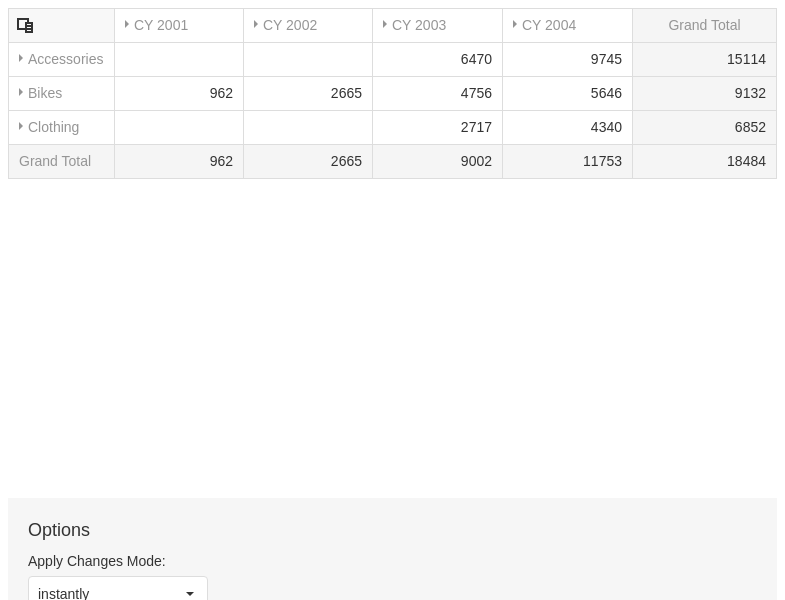 CY 2001 CY 2002 CY 2003 CY 2004 Grand Total
Accessories 6470 9745 15114
Bikes 962 2665 4756 5646 9132
Clothing 2717 4340 6852
Grand Total 962 2665 9002 11753 18484
Options
Apply Changes Mode:
instantly